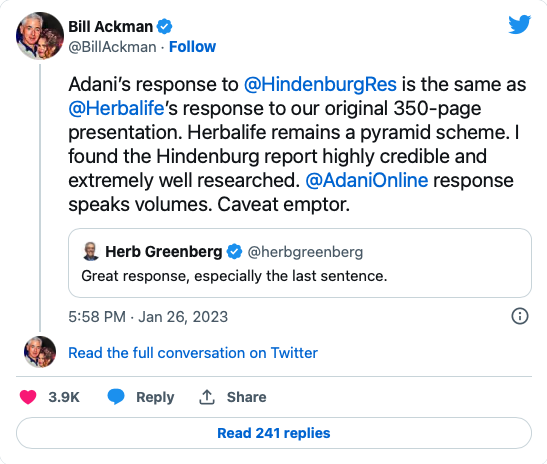 Bill Ackman
@BillAckman · Follow
Adani’s response to @HindenburgRes is the same as
@Herbalife’s response to our original 350-page
presentation. Herbalife remains a pyramid scheme. I
found the Hindenburg report highly credible and
extremely well researched. @AdaniOnline response
speaks volumes. Caveat emptor.
Herb Greenberg @herbgreenberg
Great response, especially the last sentence.
5:58 PM · Jan 26, 2023
Read the full conversation on Twitter
3.9K Reply Share
Read 241 replies